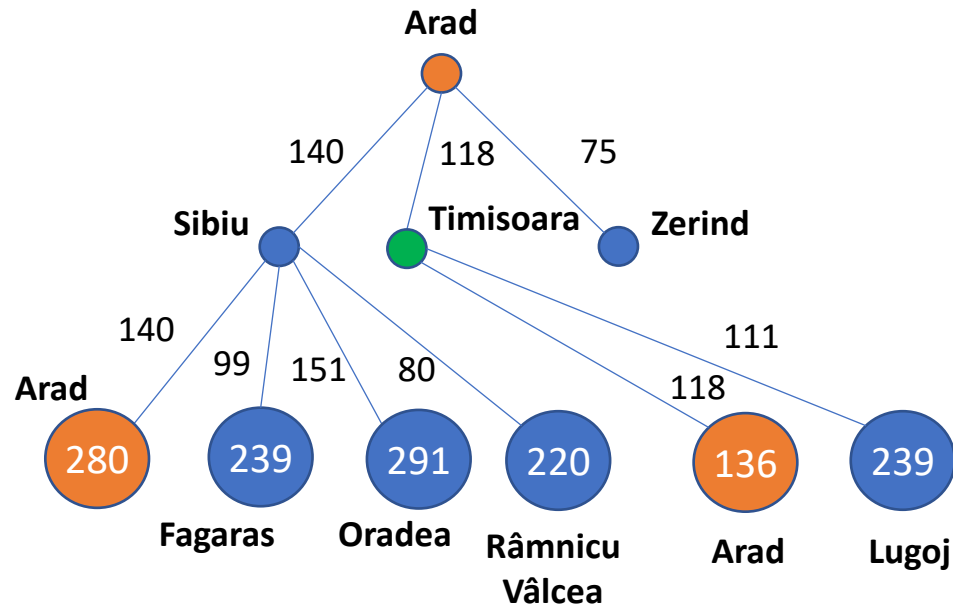 Arad
140
118
75
Sibiu
Timisoara
Zerind
140
99
151
80
118
111
Arad
280
239
291
220
136
239
Fagaras
Oradea
Râmnicu
Vâlcea
Arad
Lugoj